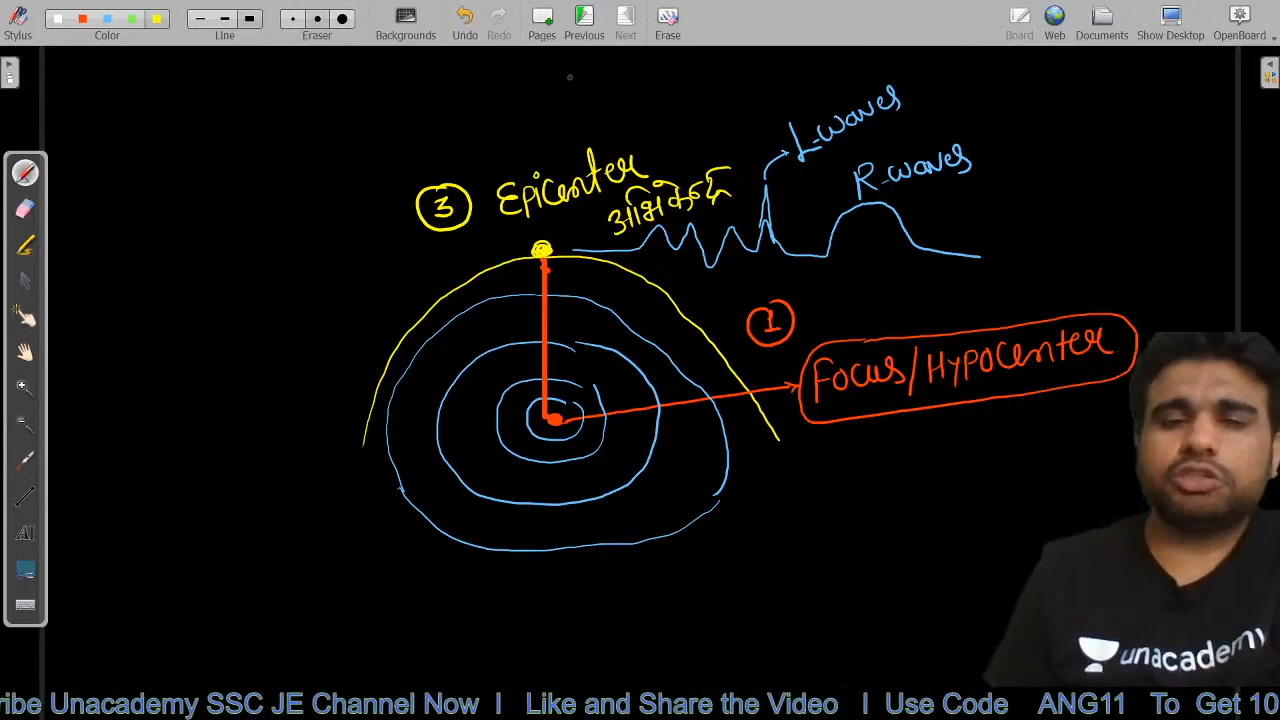 Stylus
Color
Line
Eraser
Backgrounds
Undo
Redo
Pages
Previous
Next
Erase
Board
Web
Documents
Show Desktop
OpenBoard
L-waves
R-waves
③ Epicenter
①
Focus/Hypocenter
unacademy
ribe Unacademy SSC JE Channel Now I Like and Share the Video I Use Code ANG11 To Get 10